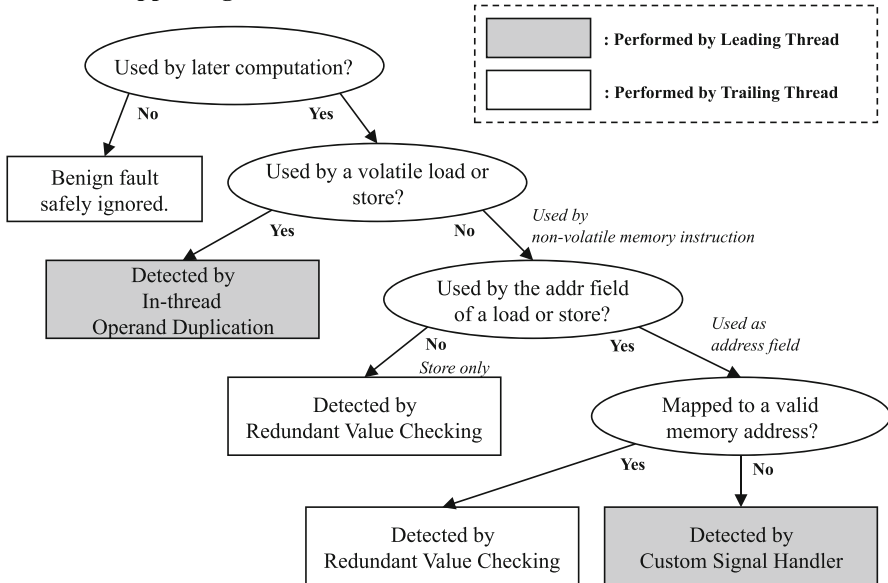 : Performed by Leading Thread
: Performed by Trailing Thread
Used by later computation?
No
Yes
Benign fault
safely ignored.
Used by a volatile load or
store?
Yes
No
Used by
non-volatile memory instruction
Detected by
In-thread
Operand Duplication
Used by the addr field
of a load or store?
No
Store only
Yes
Used as
address field
Detected by
Redundant Value Checking
Mapped to a valid
memory address?
Yes
No
Detected by
Redundant Value Checking
Detected by
Custom Signal Handler